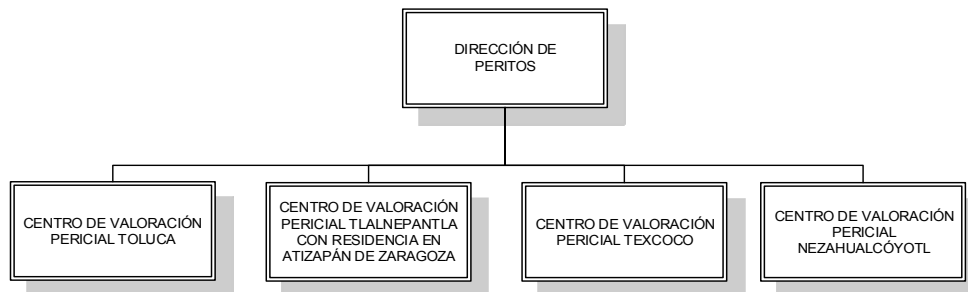 DIRECCIÓN DE
PERITOS
CENTRO DE VALORACIÓN
PERICIAL TOLUCA
CENTRO DE VALORACIÓN
PERICIAL TLALNEPANTLA
CON RESIDENCIA EN
ATIZAPÁN DE ZARAGOZA
CENTRO DE VALORACIÓN
PERICIAL TEXCOCO
CENTRO DE VALORACIÓN
PERICIAL
NEZAHUALCÓYOTL